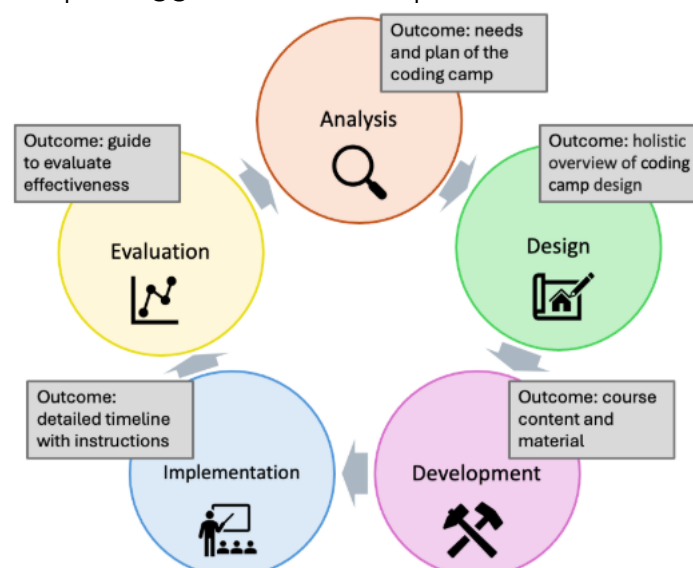 Outcome: needs
and plan of the
coding camp
Analysis
Outcome: guide
to evaluate
effectiveness
Outcome: holistic
overview of coding
camp design
Evaluation
Design
Outcome:
detailed timeline
with instructions
Outcome: course
content and
material
Implementation
Development